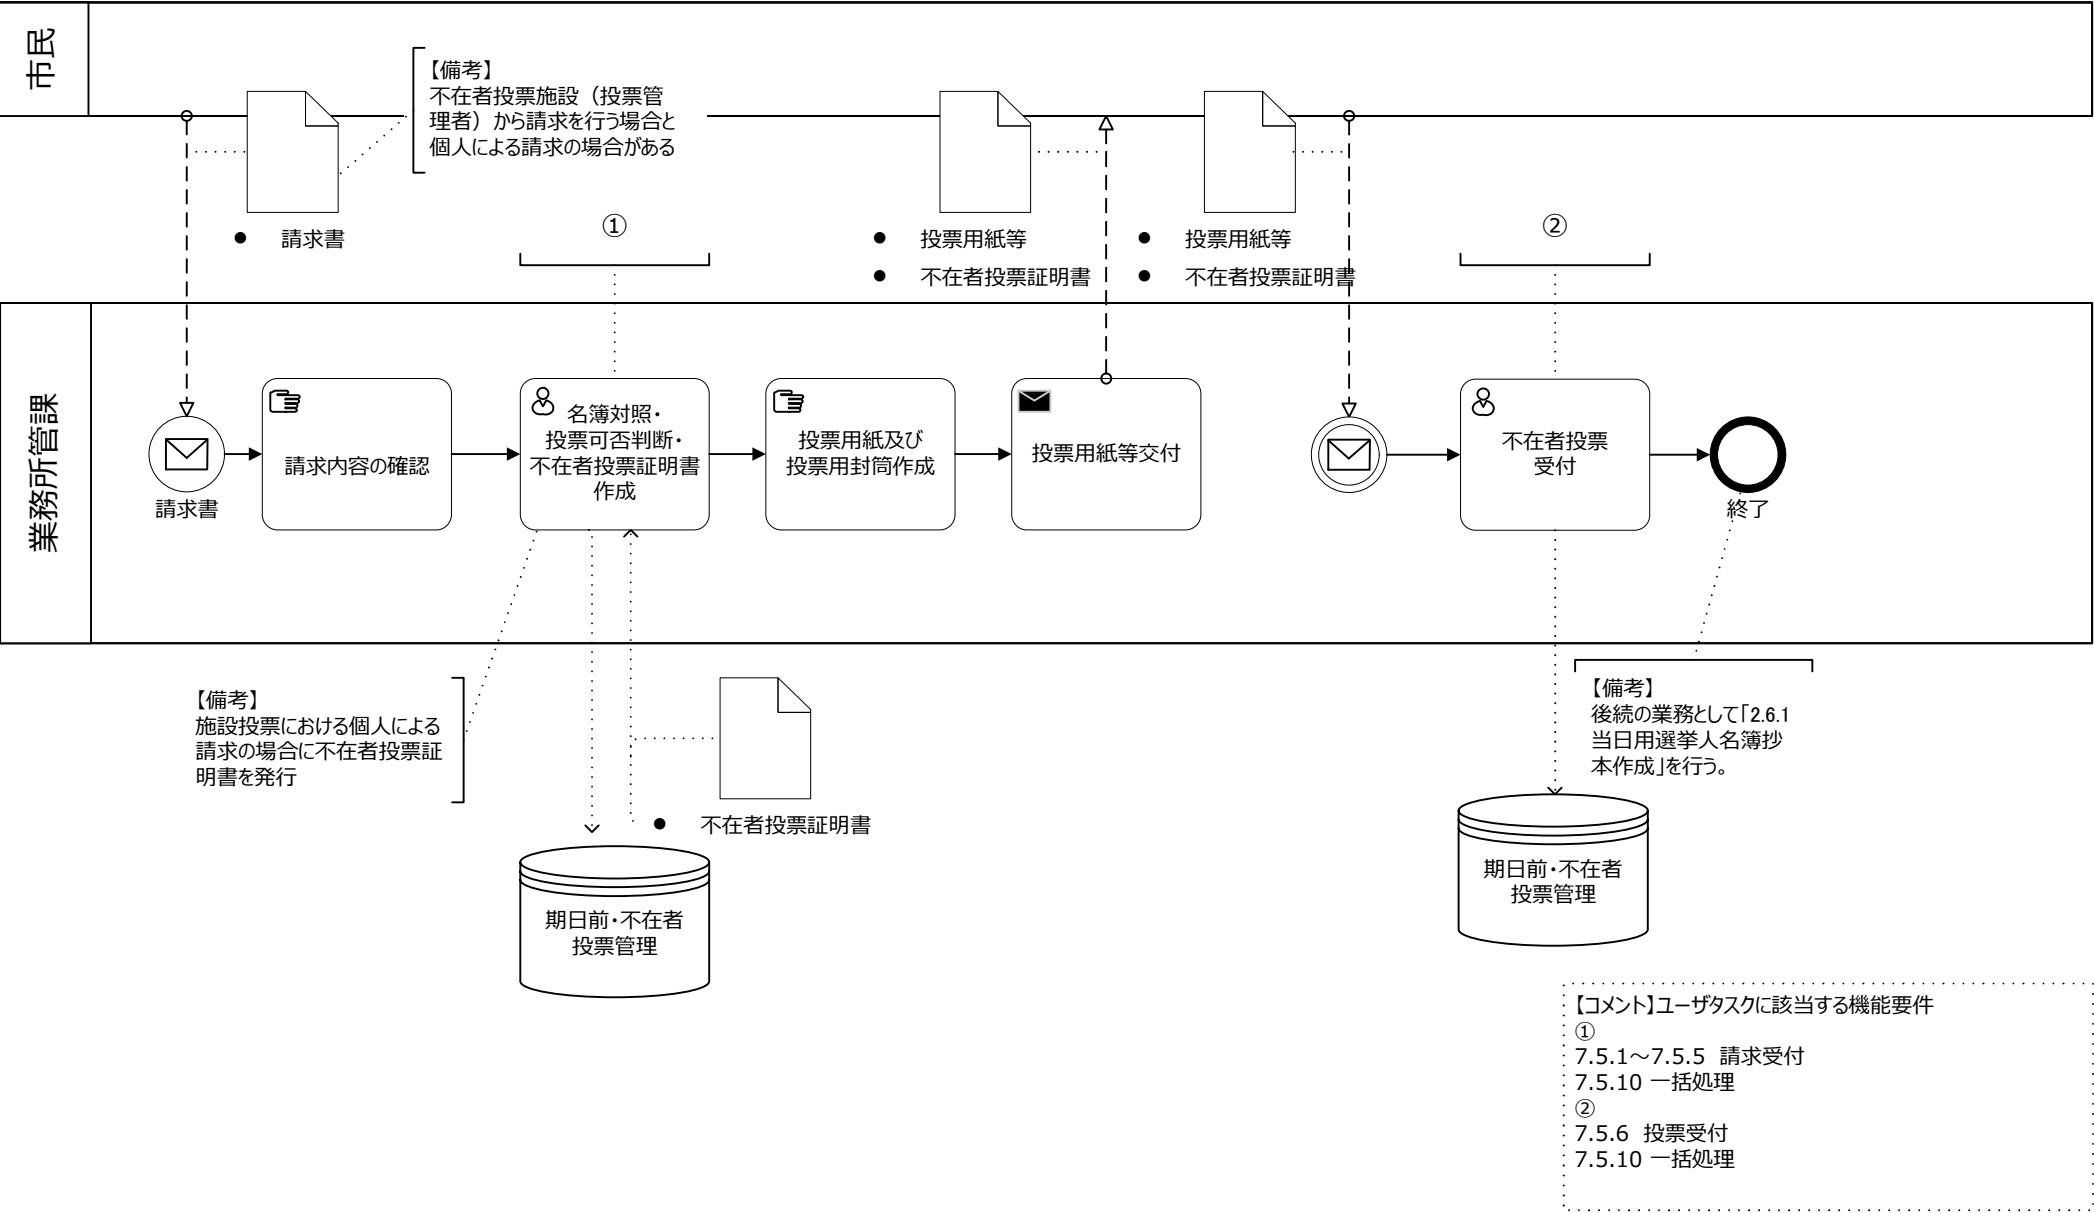 市民
【備考】
不在者投票施設（投票管
理者）から請求を行う場合と
個人による請求の場合がある
● 請求書
①
● 投票用紙等
● 不在者投票証明書
● 投票用紙等
● 不在者投票証明書
②
業務所管課
請求書
請求内容の確認
名簿対照・
投票可否判断・
不在者投票証明書
作成
投票用紙及び
投票用封筒作成
投票用紙等交付
不在者投票
受付
終了
【備考】
施設投票における個人による
請求の場合に不在者投票証
明書を発行
● 不在者投票証明書
期日前・不在者
投票管理
【備考】
後続の業務として「2.6.1
当日用選挙人名簿抄
本作成」を行う。
期日前・不在者
投票管理
【コメント】ユーザタスクに該当する機能要件
①
7.5.1～7.5.5 請求受付
7.5.10 一括処理
②
7.5.6 投票受付
7.5.10 一括処理